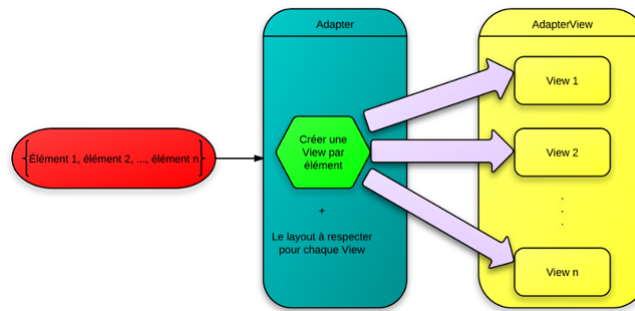 Adapter
AdapterView
{Élément 1, élément 2, ..., élément n}
Créer une
View par
élément
+
Le layout à respecter
pour chaque View
View 1
View 2
.
.
.
View n